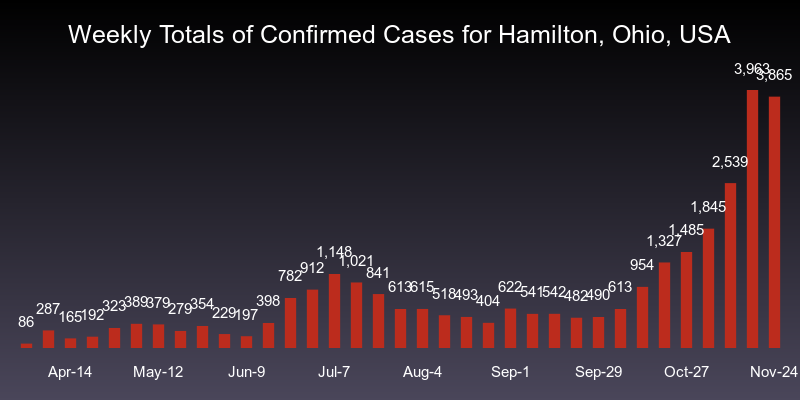 Weekly Totals of Confirmed Cases for Hamilton, Ohio, USA
86 287 165 192 323 389 379 279 354 229 197 398 782 912 1,148 1,021 841 613 615 518 493 404 622 541 542 482 490 613 954 1,327 1,485 1,845 2,539 3,963 3,865
Apr-14 May-12 Jun-9 Jul-7 Aug-4 Sep-1 Sep-29 Oct-27 Nov-24